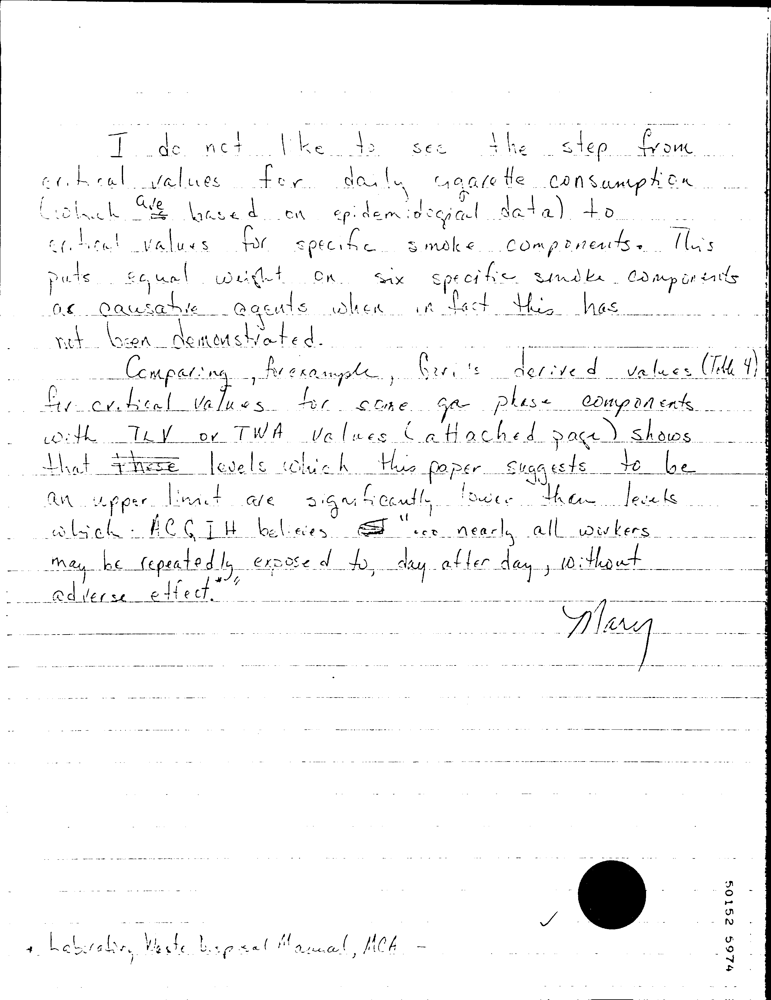 I do not like to see the step from
critical values for daily cigarette consumption
(which are based on epidemiological data) to
critical values for specific smoke components. This
puts equal weight on six specific smoke components
as causative agents when in fact this has
not been demonstrated.
Comparing, for example, Gori's derived values (Table 4)
for critical values for some gas phase components
with TLV or TWA values (attached page) shows
that these levels which this paper suggests to be
an upper limit are significantly lower than levels
which ACGIH believes "... nearly all workers
may be repeatedly exposed to, day after day, without
adverse effect."*
Mary
* Laboratory Waste Disposal Manual, MCA
50152 5974